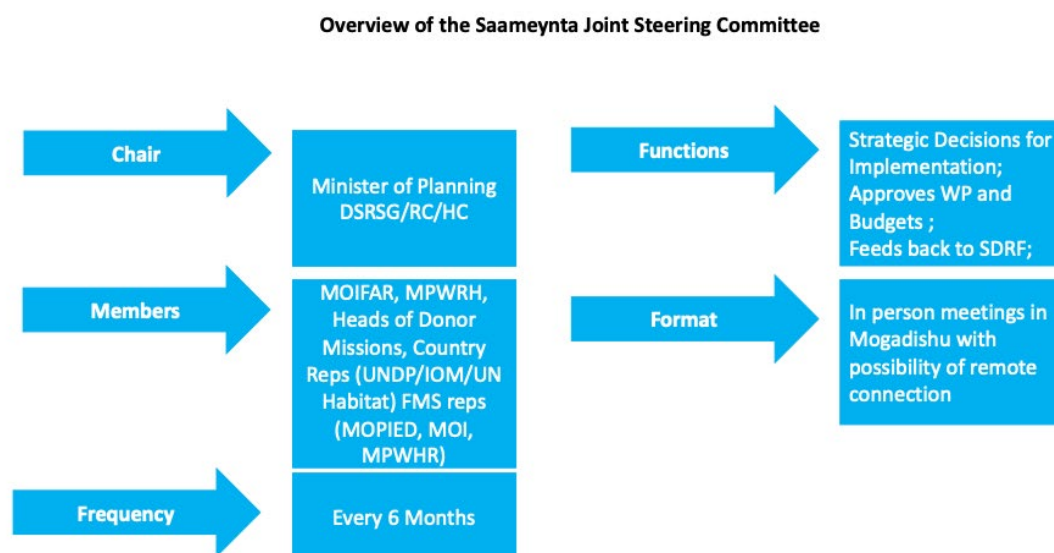 Overview of the Saameynta Joint Steering Committee
Chair
Minister of Planning
DSRSG/RC/HC
Members
MOIFAR, MPWRH,
Heads of Donor
Missions, Country
Reps (UNDP/IOM/UN
Habitat) FMS reps
(MOPIED, MOI,
MPWHR)
Frequency
Every 6 Months
Functions
Strategic Decisions for
Implementation;
Approves WP and
Budgets ;
Feeds back to SDRF;
Format
In person meetings in
Mogadishu with
possibility of remote
connection